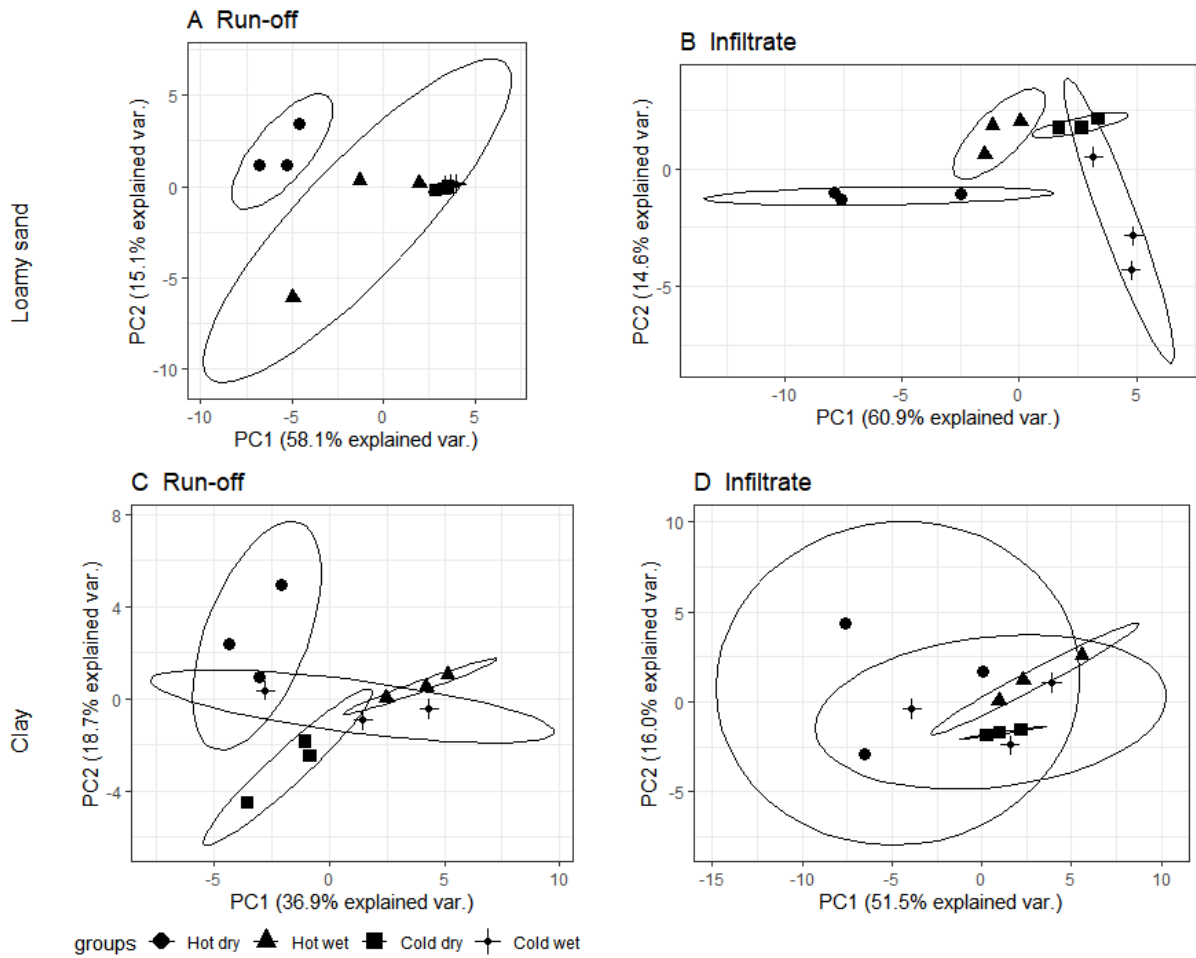 A Run-off
5
0
-5
-10
-10
-5
0
5
PC1 (58.1% explained var.)
PC2 (15.1% explained var.)
B Infiltrate
0
-5
-10
-5
0
5
PC1 (60.9% explained var.)
PC2 (14.6% explained var.)
Loamy sand
C Run-off
8
4
0
-4
-5
0
5
10
PC1 (36.9% explained var.)
PC2 (18.7% explained var.)
D Infiltrate
10
5
0
-5
-15
-10
-5
0
5
10
PC1 (51.5% explained var.)
PC2 (16.0% explained var.)
Clay
groups Hot dry Hot wet Cold dry Cold wet